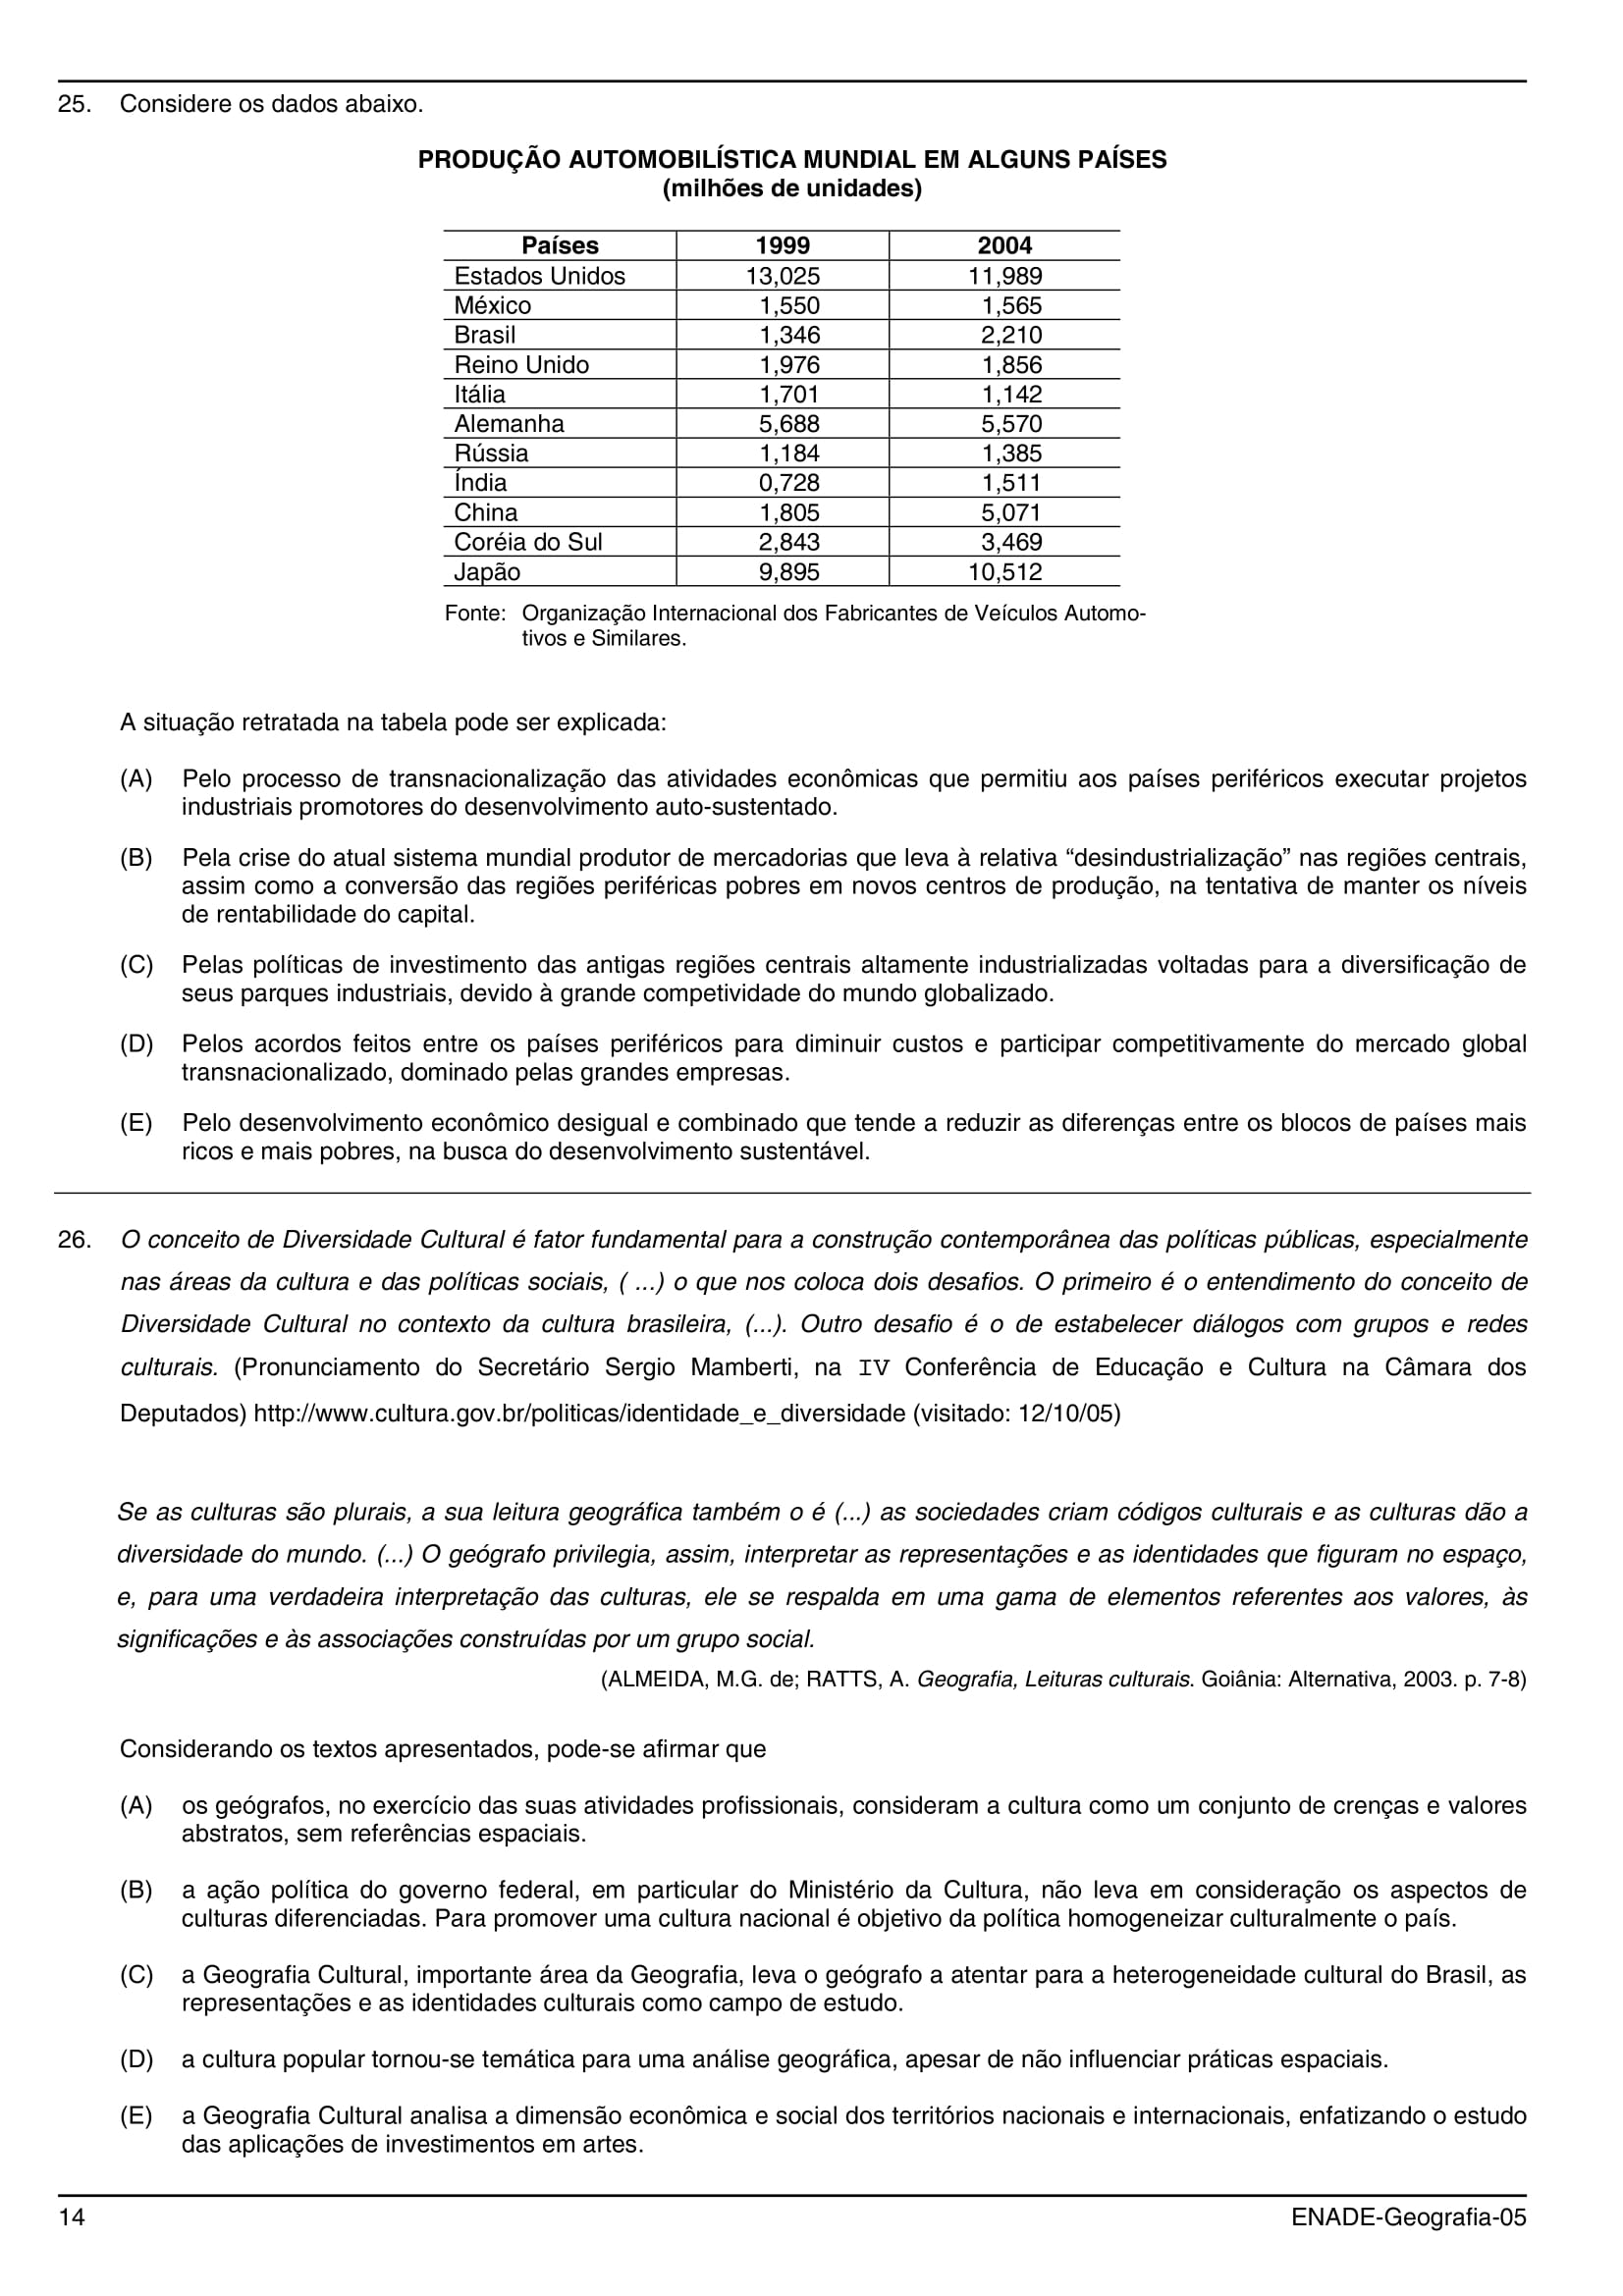 25. Considere os dados abaixo.
PRODUÇÃO AUTOMOBILÍSTICA MUNDIAL EM ALGUNS PAÍSES
(milhões de unidades)
Países 1999 2004
Estados Unidos 13,025 11,989
México 1,550 1,565
Brasil 1,346 2,210
Reino Unido 1,976 1,856
Itália 1,701 1,142
Alemanha 5,688 5,570
Rússia 1,184 1,385
Índia 0,728 1,511
China 1,805 5,071
Coréia do Sul 2,843 3,469
Japão 9,895 10,512
Fonte: Organização Internacional dos Fabricantes de Veículos Automo-
tivos e Similares.
A situação retratada na tabela pode ser explicada:
(A) Pelo processo de transnacionalização das atividades econômicas que permitiu aos países periféricos executar projetos
industriais promotores do desenvolvimento auto-sustentado.
(B) Pela crise do atual sistema mundial produtor de mercadorias que leva à relativa “desindustrialização” nas regiões centrais,
assim como a conversão das regiões periféricas pobres em novos centros de produção, na tentativa de manter os níveis
de rentabilidade do capital.
(C) Pelas políticas de investimento das antigas regiões centrais altamente industrializadas voltadas para a diversificação de
seus parques industriais, devido à grande competividade do mundo globalizado.
(D) Pelos acordos feitos entre os países periféricos para diminuir custos e participar competitivamente do mercado global
transnacionalizado, dominado pelas grandes empresas.
(E) Pelo desenvolvimento econômico desigual e combinado que tende a reduzir as diferenças entre os blocos de países mais
ricos e mais pobres, na busca do desenvolvimento sustentável.
26. O conceito de Diversidade Cultural é fator fundamental para a construção contemporânea das políticas públicas, especialmente
nas áreas da cultura e das políticas sociais, ( ...) o que nos coloca dois desafios. O primeiro é o entendimento do conceito de
Diversidade Cultural no contexto da cultura brasileira, (...). Outro desafio é o de estabelecer diálogos com grupos e redes
culturais. (Pronunciamento do Secretário Sergio Mamberti, na IV Conferência de Educação e Cultura na Câmara dos
Deputados) http://www.cultura.gov.br/politicas/identidade_e_diversidade (visitado: 12/10/05)
Se as culturas são plurais, a sua leitura geográfica também o é (...) as sociedades criam códigos culturais e as culturas dão a
diversidade do mundo. (...) O geógrafo privilegia, assim, interpretar as representações e as identidades que figuram no espaço,
e, para uma verdadeira interpretação das culturas, ele se respalda em uma gama de elementos referentes aos valores, às
significações e às associações construídas por um grupo social.
(ALMEIDA, M.G. de; RATTS, A. Geografia, Leituras culturais. Goiânia: Alternativa, 2003. p. 7-8)
Considerando os textos apresentados, pode-se afirmar que
(A) os geógrafos, no exercício das suas atividades profissionais, consideram a cultura como um conjunto de crenças e valores
abstratos, sem referências espaciais.
(B) a ação política do governo federal, em particular do Ministério da Cultura, não leva em consideração os aspectos de
culturas diferenciadas. Para promover uma cultura nacional é objetivo da política homogeneizar culturalmente o país.
(C) a Geografia Cultural, importante área da Geografia, leva o geógrafo a atentar para a heterogeneidade cultural do Brasil, as
representações e as identidades culturais como campo de estudo.
(D) a cultura popular tornou-se temática para uma análise geográfica, apesar de não influenciar práticas espaciais.
(E) a Geografia Cultural analisa a dimensão econômica e social dos territórios nacionais e internacionais, enfatizando o estudo
das aplicações de investimentos em artes.
14 ENADE-Geografia-05